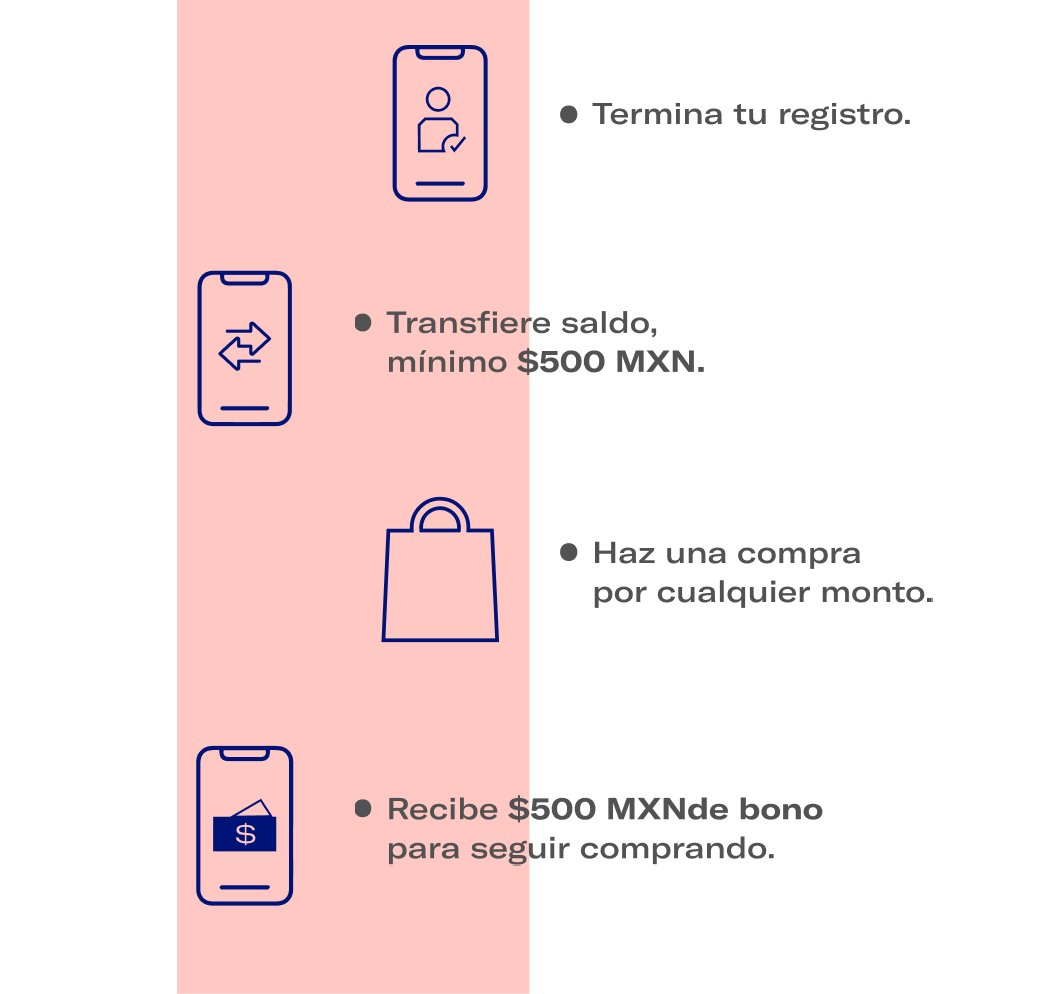 • Termina tu registro.
• Transfiere saldo,
mínimo $500 MXN.
• Haz una compra
por cualquier monto.
$
• Recibe $500 MXNde bono
para seguir comprando.